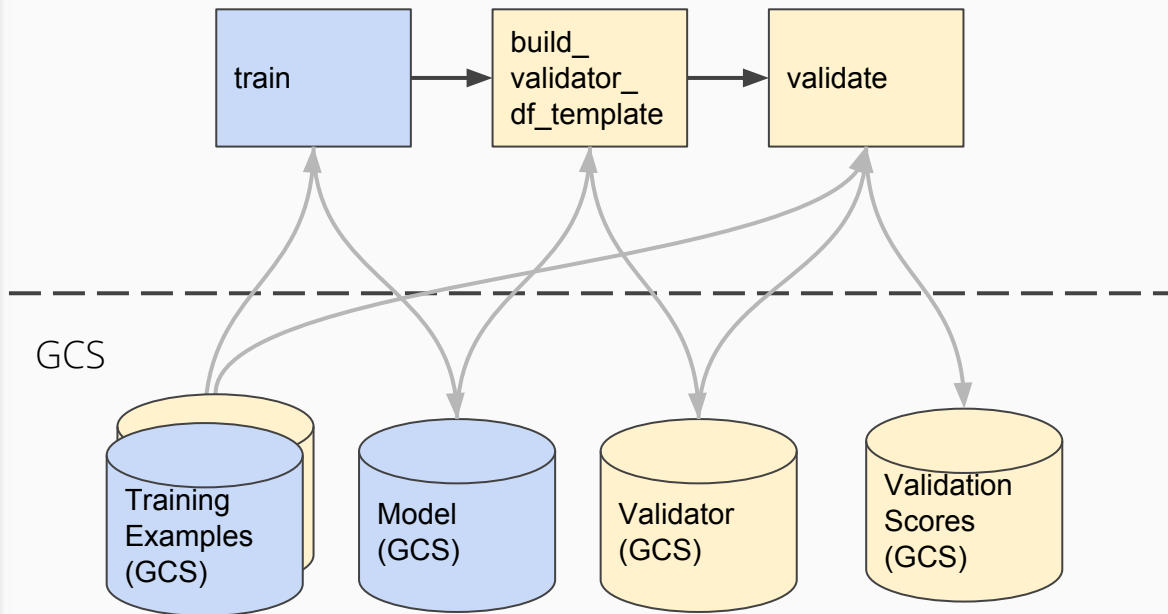 train
build_
validator_
df_template
validate
GCS
Training
Examples
(GCS)
Model
(GCS)
Validator
(GCS)
Validation
Scores
(GCS)